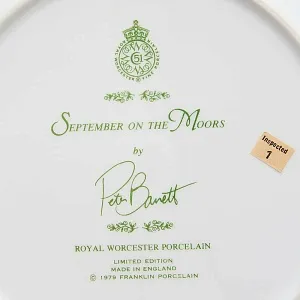 51
SEPTEMBER ON THE MOORS
by
Peter Barrett
ROYAL WORCESTER PORCELAIN
LIMITED EDITION
MADE IN ENGLAND
© 1979 FRANKLIN PORCELAIN
Inspected
1